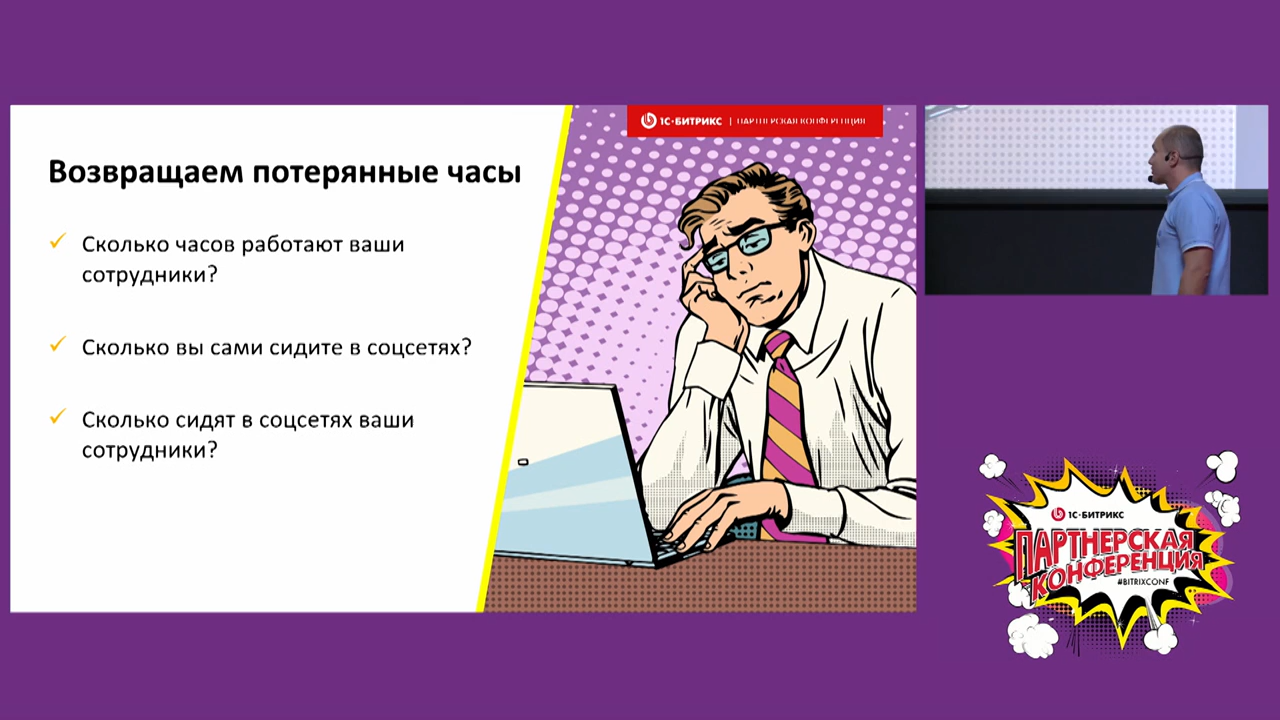 Возвращаем потерянные часы
Сколько часов работают ваши
сотрудники?
Сколько вы сами сидите в соцсетях?
Сколько сидят в соцсетях ваши
сотрудники?
1С-БИТРИКС | ПАРТНЕРСКАЯ КОНФЕРЕНЦИЯ
1С-БИТРИКС
ПАРТНЕРСКАЯ
КОНФЕРЕНЦИЯ
#BITRIXCONF